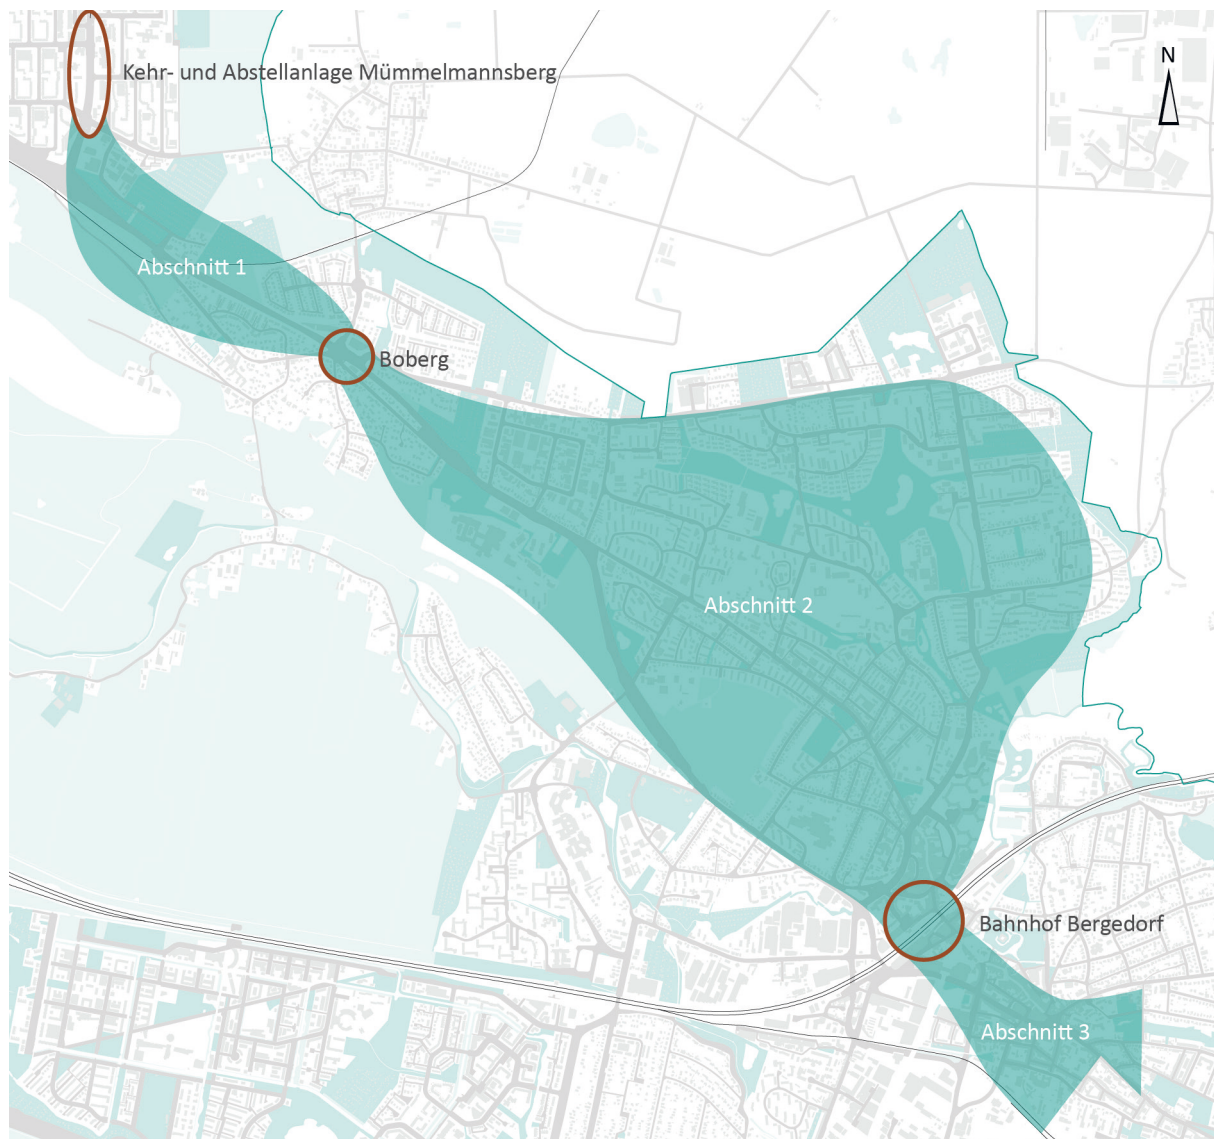 Kehr- und Abstellanlage Mümmelmannsberg
N
Abschnitt 1
Boberg
Abschnitt 2
Bahnhof Bergedorf
Abschnitt 3